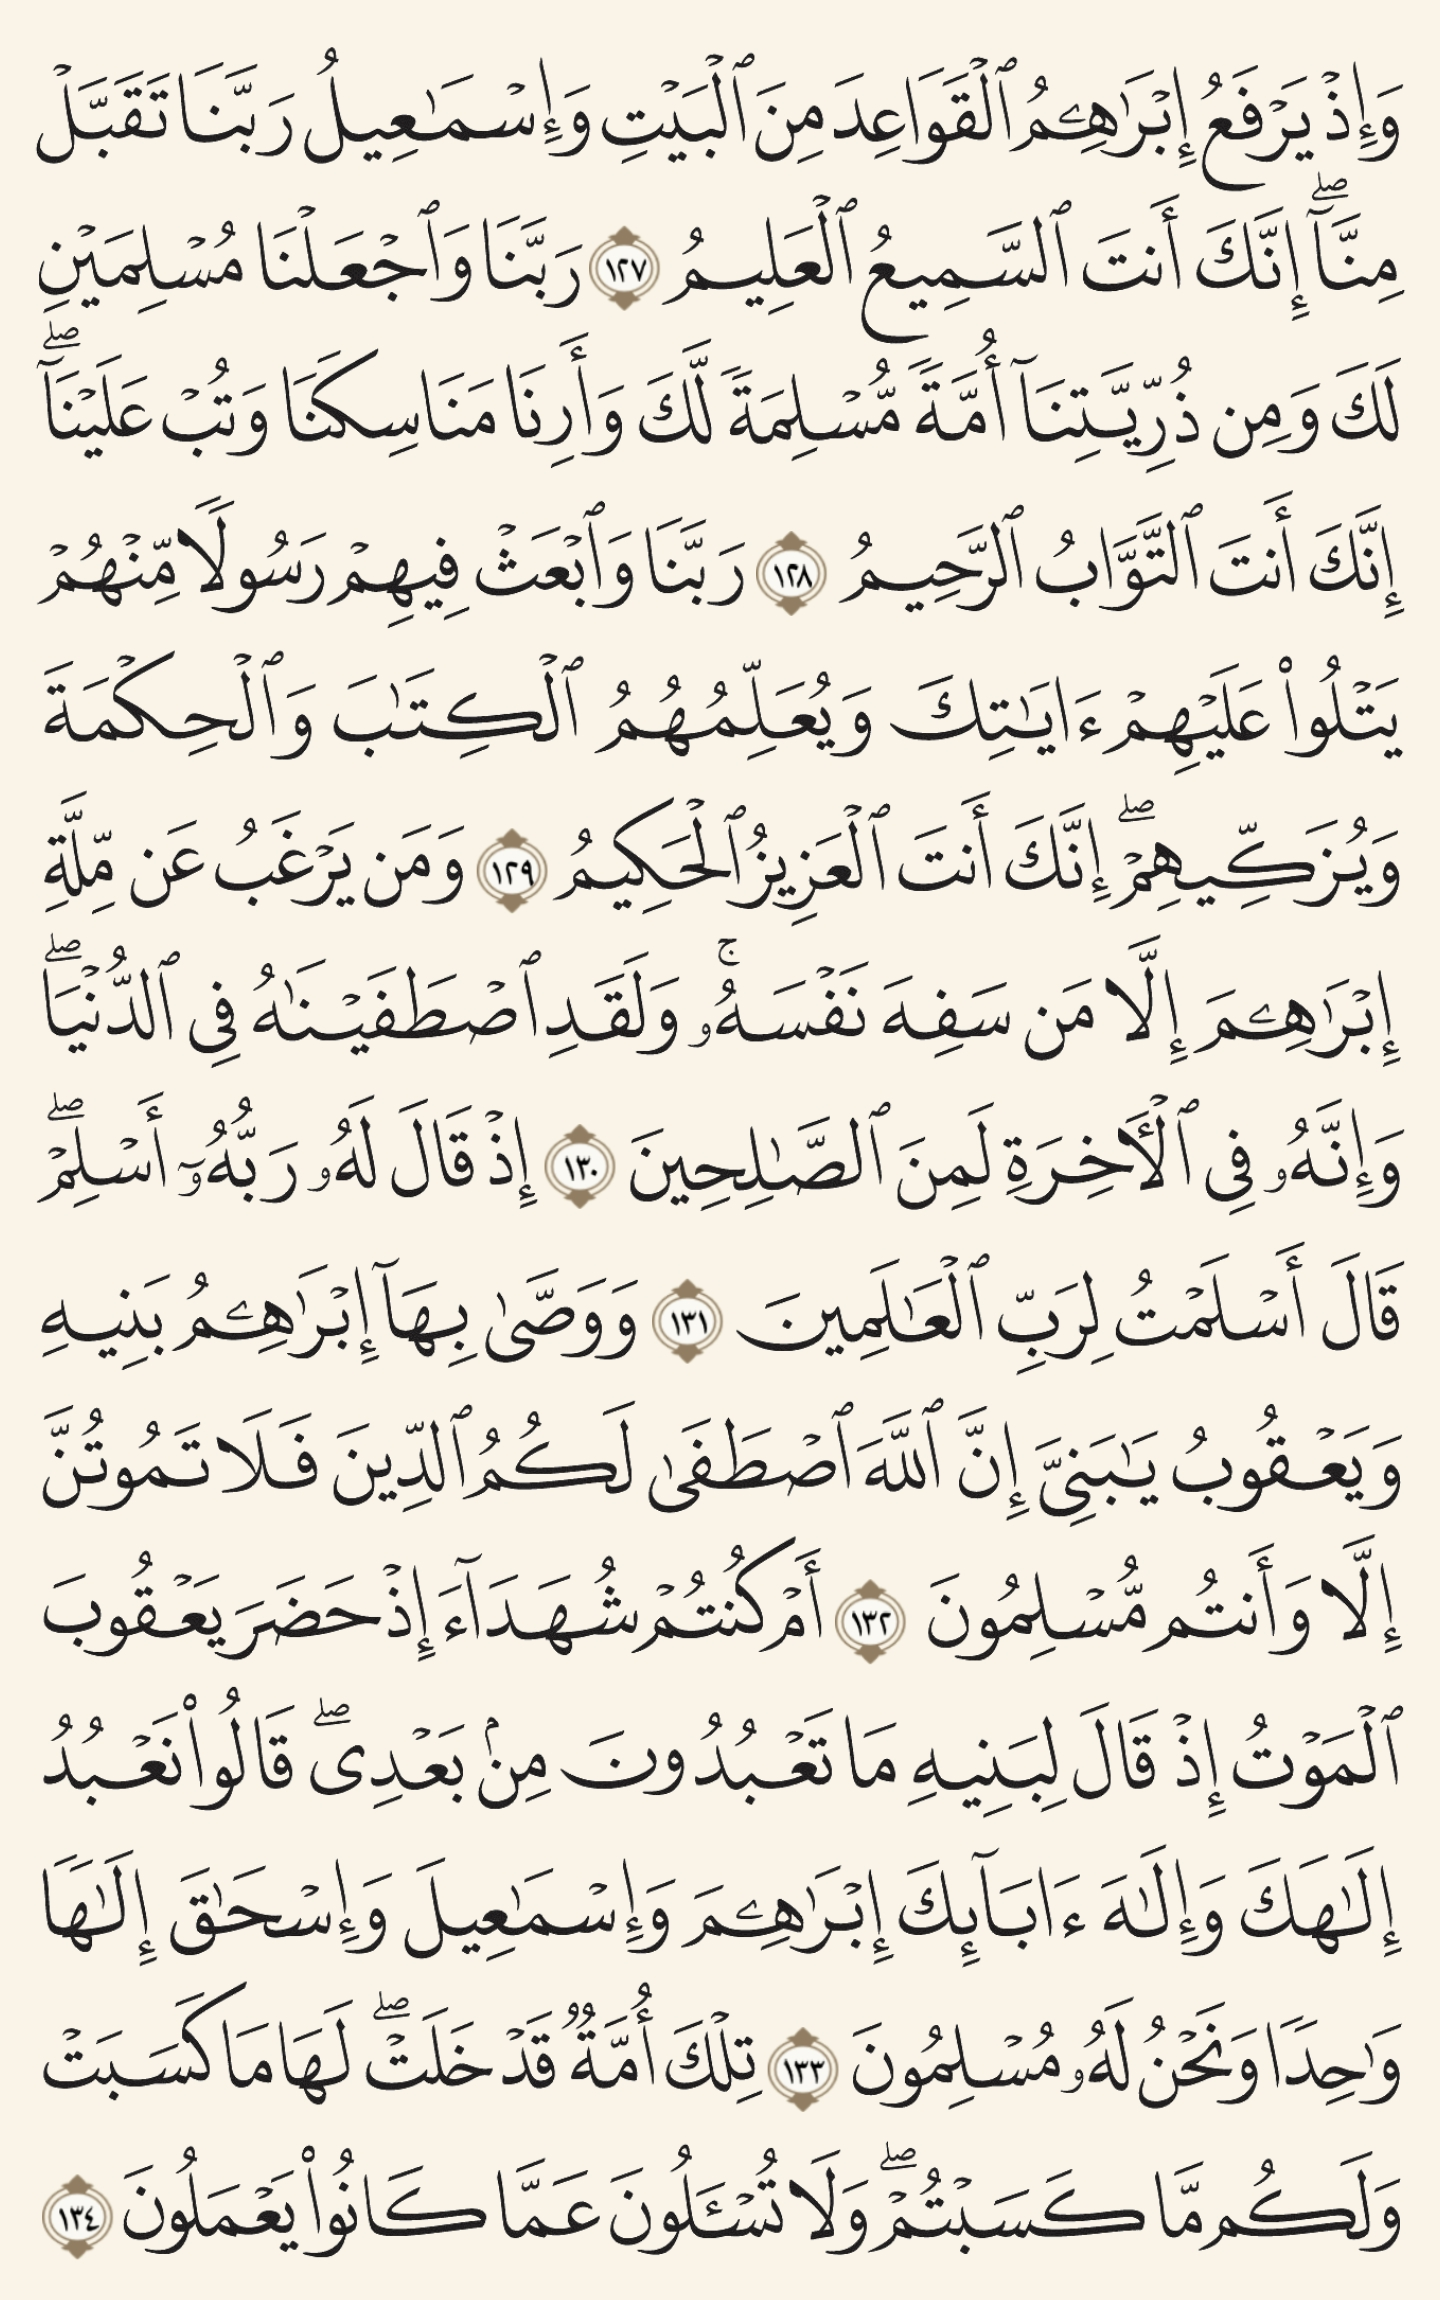 وَإِذۡ يَرۡفَعُ إِبۡرَٰهِـۧمُ ٱلۡقَوَاعِدَ مِنَ ٱلۡبَيۡتِ وَإِسۡمَٰعِيلُ رَبَّنَا تَقَبَّلۡ
مِنَّآۖ إِنَّكَ أَنتَ ٱلسَّمِيعُ ٱلۡعَلِيمُ ١٢٧ رَبَّنَا وَٱجۡعَلۡنَا مُسۡلِمَيۡنِ
لَكَ وَمِن ذُرِّيَّتِنَآ أُمَّةٗ مُّسۡلِمَةٗ لَّكَ وَأَرِنَا مَنَاسِكَنَا وَتُبۡ عَلَيۡنَآۖ
إِنَّكَ أَنتَ ٱلتَّوَّابُ ٱلرَّحِيمُ ١٢٨ رَبَّنَا وَٱبۡعَثۡ فِيهِمۡ رَسُولٗا مِّنۡهُمۡ
يَتۡلُواْ عَلَيۡهِمۡ ءَايَٰتِكَ وَيُعَلِّمُهُمُ ٱلۡكِتَٰبَ وَٱلۡحِكۡمَةَ
وَيُزَكِّيهِمۡۖ إِنَّكَ أَنتَ ٱلۡعَزِيزُ ٱلۡحَكِيمُ ١٢٩ وَمَن يَرۡغَبُ عَن مِّلَّةِ
إِبۡرَٰهِـۧمَ إِلَّا مَن سَفِهَ نَفۡسَهُۥۚ وَلَقَدِ ٱصۡطَفَيۡنَٰهُ فِي ٱلدُّنۡيَاۖ
وَإِنَّهُۥ فِي ٱلۡأٓخِرَةِ لَمِنَ ٱلصَّٰلِحِينَ ١٣٠ إِذۡ قَالَ لَهُۥ رَبُّهُۥٓ أَسۡلِمۡۖ
قَالَ أَسۡلَمۡتُ لِرَبِّ ٱلۡعَٰلَمِينَ ١٣١ وَوَصَّىٰ بِهَآ إِبۡرَٰهِـۧمُ بَنِيهِ
وَيَعۡقُوبُ يَٰبَنِيَّ إِنَّ ٱللَّهَ ٱصۡطَفَىٰ لَكُمُ ٱلدِّينَ فَلَا تَمُوتُنَّ
إِلَّا وَأَنتُم مُّسۡلِمُونَ ١٣٢ أَمۡ كُنتُمۡ شُهَدَآءَ إِذۡ حَضَرَ يَعۡقُوبَ
ٱلۡمَوۡتُ إِذۡ قَالَ لِبَنِيهِ مَا تَعۡبُدُونَ مِنۢ بَعۡدِيۖ قَالُواْ نَعۡبُدُ
إِلَٰهَكَ وَإِلَٰهَ ءَابَآئِكَ إِبۡرَٰهِـۧمَ وَإِسۡمَٰعِيلَ وَإِسۡحَٰقَ إِلَٰهٗا
وَٰحِدٗا وَنَحۡنُ لَهُۥ مُسۡلِمُونَ ١٣٣ تِلۡكَ أُمَّةٞ قَدۡ خَلَتۡۖ لَهَا مَا كَسَبَتۡ
وَلَكُم مَّا كَسَبۡتُمۡۖ وَلَا تُسۡـَٔلُونَ عَمَّا كَانُواْ يَعۡمَلُونَ ١٣٤